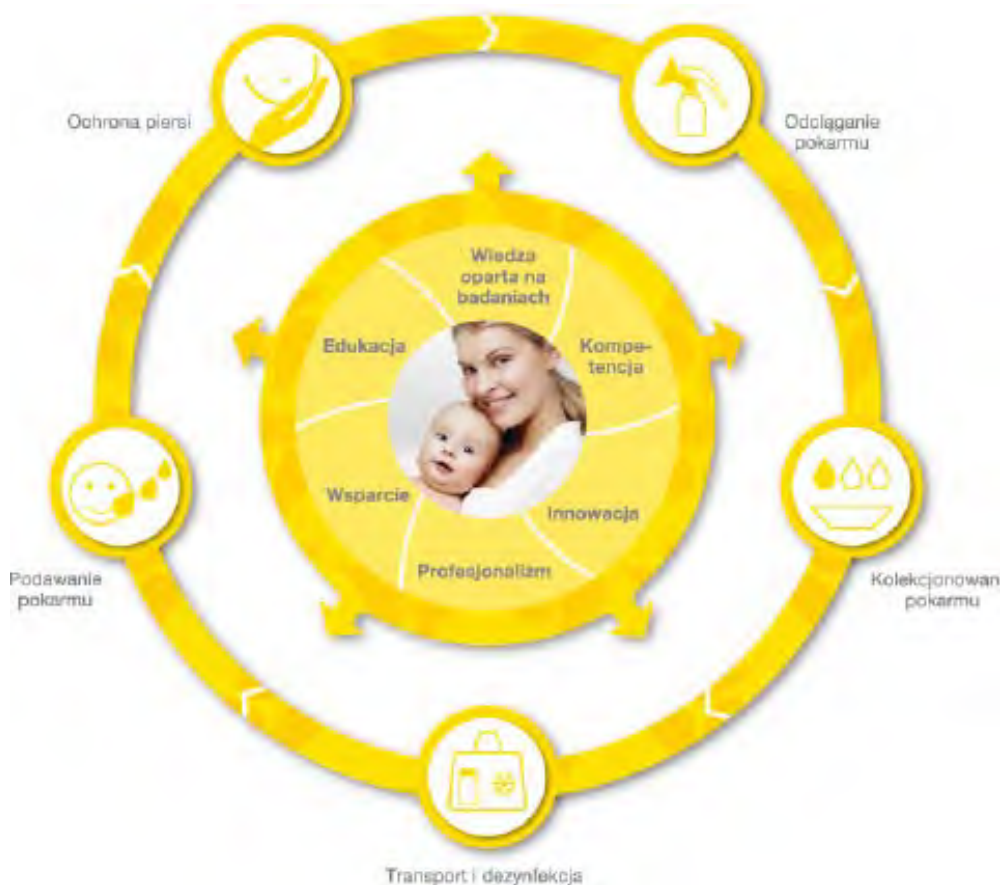 Ochrona piersi
Odciąganie
pokarmu
Wiedza
oparta na
badaniach
Edukacja
Kompe-
tencja
Wsparcie
Innowacja
Profesjonalizm
Podawanie
pokarmu
Kolekcjonowan
pokarmu
Transport i dezynfekcja